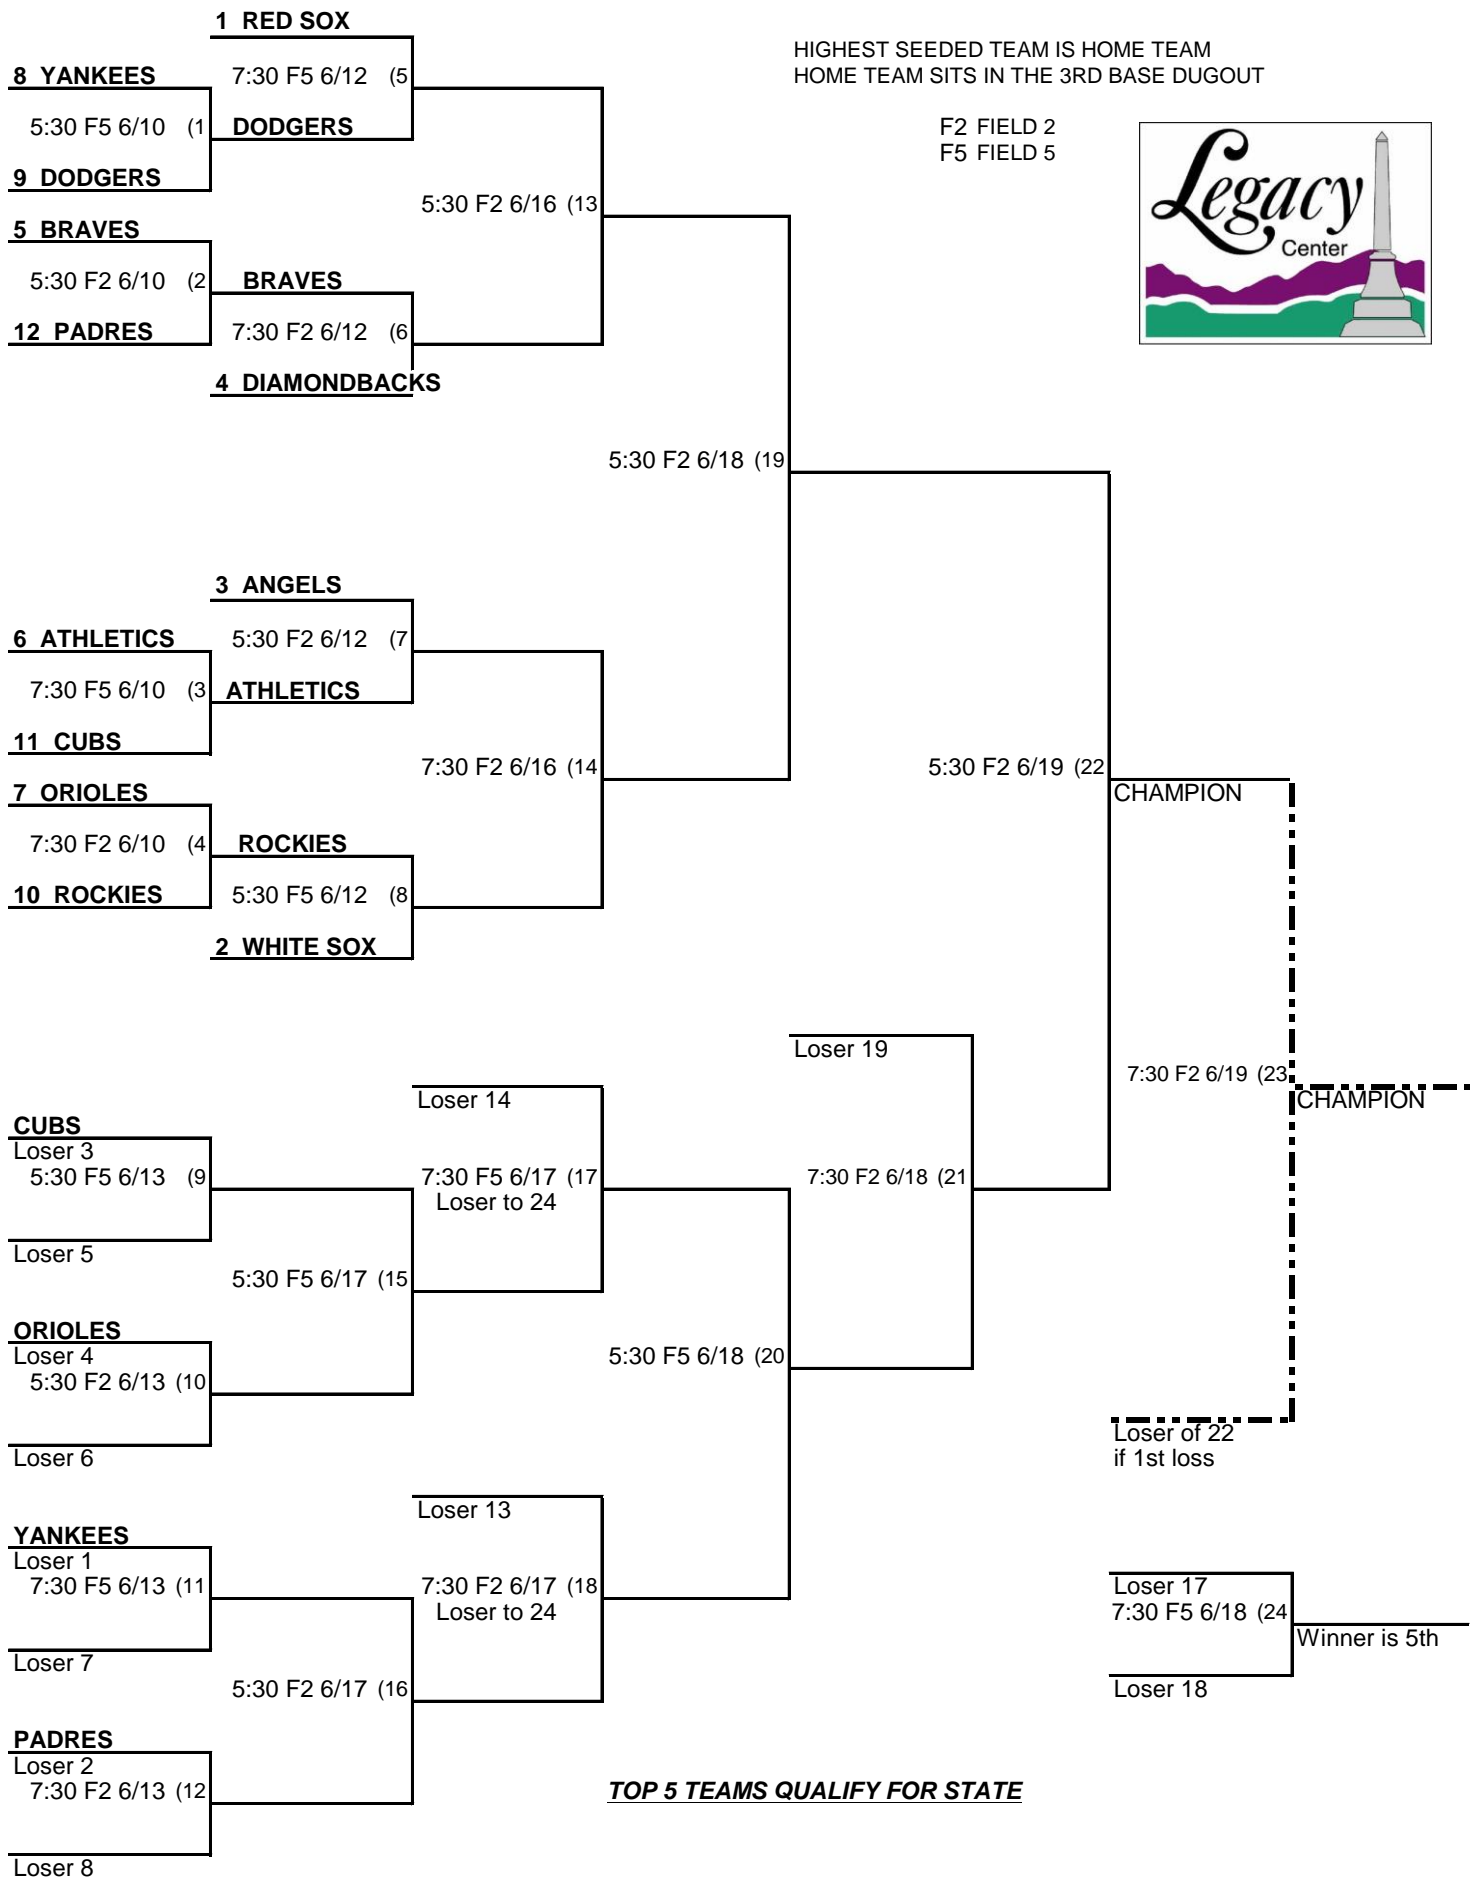 1 RED SOX
HIGHEST SEEDED TEAM IS HOME TEAM
HOME TEAM SITS IN THE 3RD BASE DUGOUT
8 YANKEES
7:30 F5 6/12 (5
5:30 F5 6/10 (1
DODGERS
F2 FIELD 2
F5 FIELD 5
Legacy
Center
9 DODGERS
5:30 F2 6/16 (13
5 BRAVES
5:30 F2 6/10 (2
BRAVES
12 PADRES
7:30 F2 6/12 (6
4 DIAMONDBACKS
5:30 F2 6/18 (19
3 ANGELS
6 ATHLETICS
5:30 F2 6/12 (7
7:30 F5 6/10 (3
ATHLETICS
11 CUBS
7:30 F2 6/16 (14
5:30 F2 6/19 (22
7 ORIOLES
CHAMPION
7:30 F2 6/10 (4
ROCKIES
10 ROCKIES
5:30 F5 6/12 (8
2 WHITE SOX
Loser 19
7:30 F2 6/19 (23
Loser 14
CHAMPION
CUBS
Loser 3
5:30 F5 6/13 (9
7:30 F5 6/17 (17
Loser to 24
7:30 F2 6/18 (21
Loser 5
5:30 F5 6/17 (15
ORIOLES
Loser 4
5:30 F2 6/13 (10
5:30 F5 6/18 (20
Loser of 22
if 1st loss
Loser 6
Loser 13
YANKEES
Loser 1
7:30 F5 6/13 (11
7:30 F2 6/17 (18
Loser to 24
Loser 17
7:30 F5 6/18 (24
Winner is 5th
Loser 7
5:30 F2 6/17 (16
Loser 18
PADRES
Loser 2
7:30 F2 6/13 (12
TOP 5 TEAMS QUALIFY FOR STATE
Loser 8